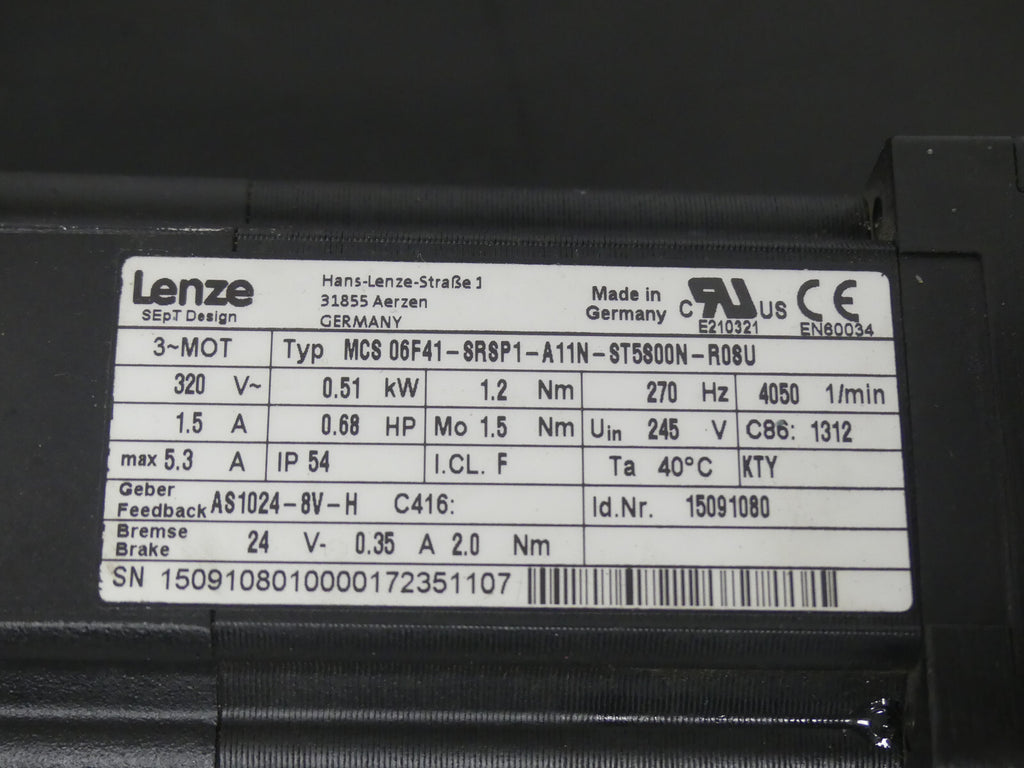 Lenze
SEpT Design
Hans-Lenze-Straße 1
31855 Aerzen
GERMANY
Made in
Germany
C RU US
E210321
CE
EN60034
3~MOT Typ MCS 06F41-SRSP1-A11N-ST5S00N-R0SU
320 V~ 0.51 kW 1.2 Nm 270 Hz 4050 1/min
1.5 A 0.68 HP Mo 1.5 Nm Uin 245 V C86: 1312
max 5.3 A IP 54 I.CL. F Ta 40°C KTY
Geber
Feedback AS1024-8V-H C416: Id.Nr. 15091080
Bremse
Brake 24 V- 0.35 A 2.0 Nm
SN 1509108010000172351107